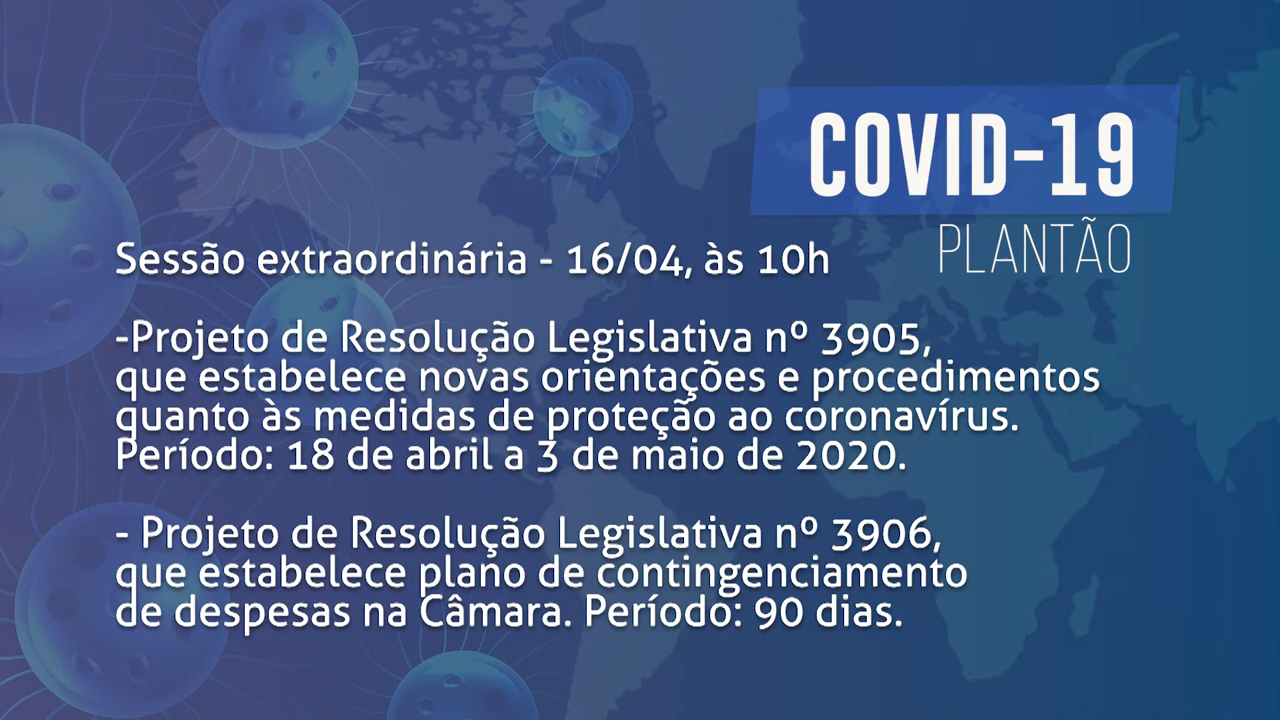 COVID-19
PLANTÃO
Sessão extraordinária - 16/04, às 10h
-Projeto de Resolução Legislativa nº 3905,
que estabelece novas orientações e procedimentos
quanto às medidas de proteção ao coronavírus.
Período: 18 de abril a 3 de maio de 2020.
- Projeto de Resolução Legislativa nº 3906,
que estabelece plano de contingenciamento
de despesas na Câmara. Período: 90 dias.